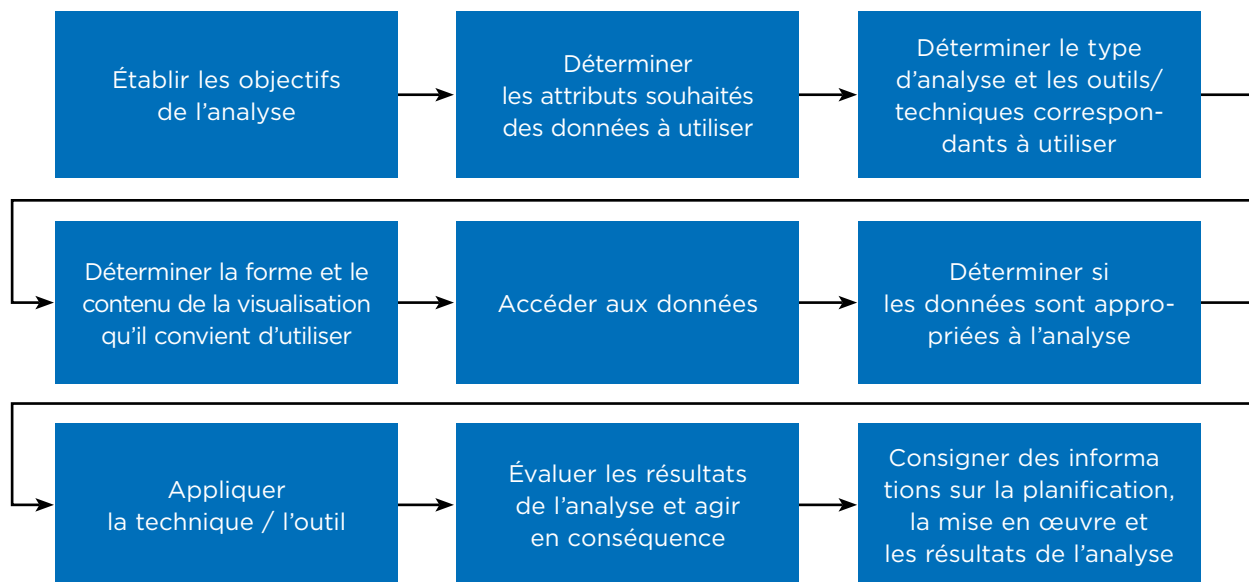 Établir les objectifs
de l’analyse
Déterminer
les attributs souhaités
des données à utiliser
Déterminer le type
d’analyse et les outils/
techniques correspon-
dants à utiliser
Déterminer la forme et le
contenu de la visualisation
qu’il convient d’utiliser
Accéder aux données
Déterminer si
les données sont appro-
priées à l’analyse
Appliquer
la technique / l’outil
Évaluer les résultats
de l’analyse et agir
en conséquence
Consigner des informa
tions sur la planification,
la mise en œuvre et
les résultats de l’analyse